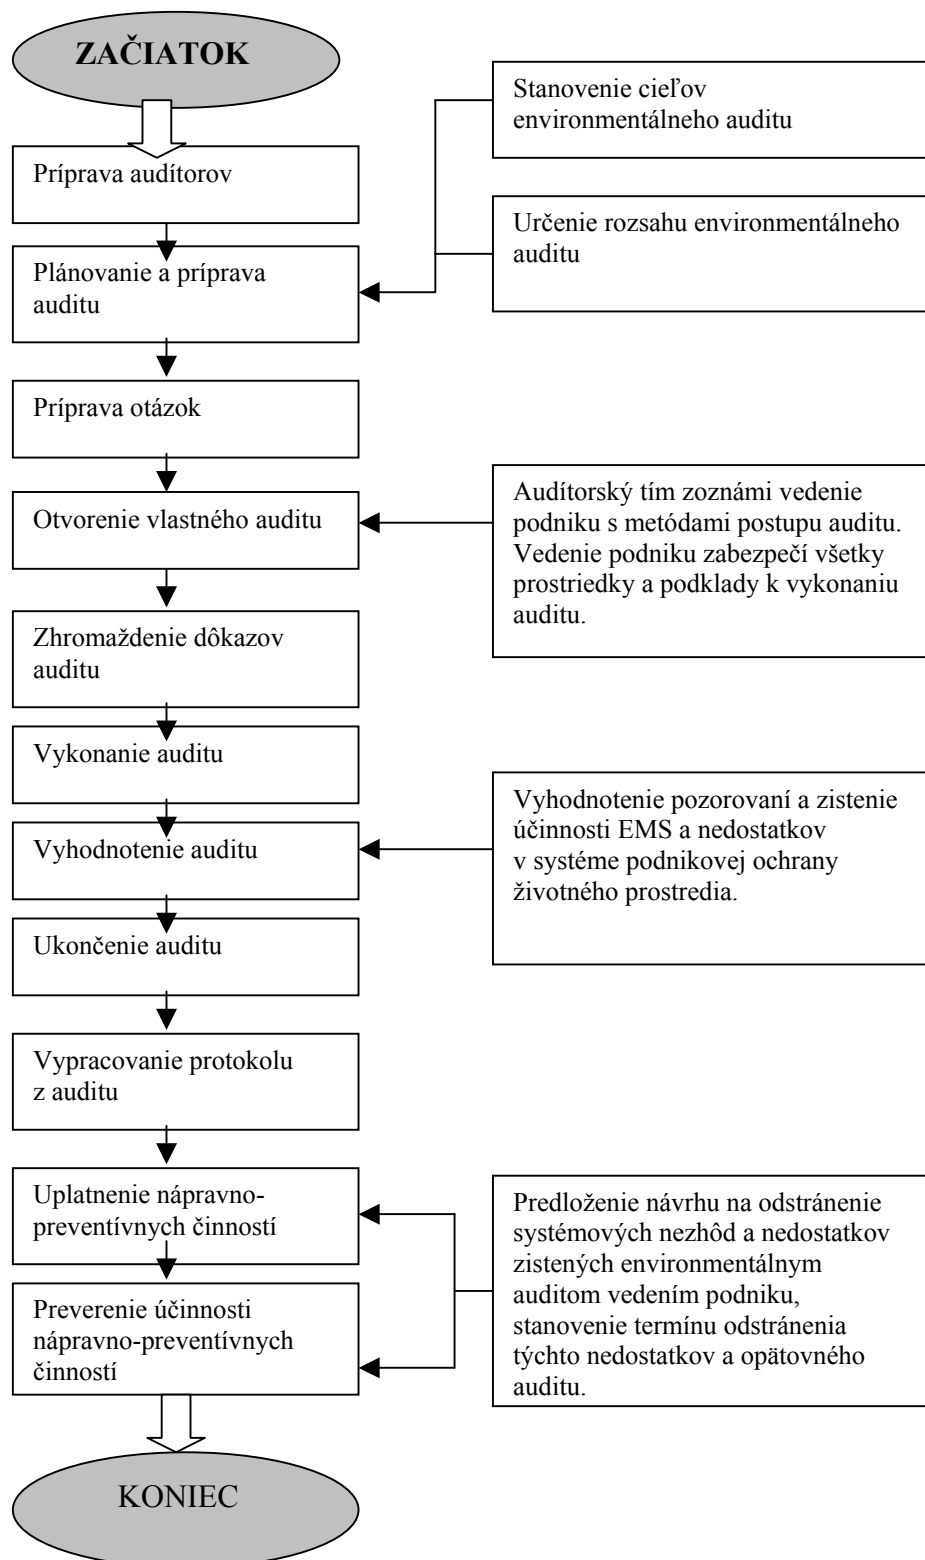 ZAČIATOK
Stanovenie cieľov
environmentálneho auditu
Príprava audítorov
Určenie rozsahu environmentálneho
auditu
Plánovanie a príprava
auditu
Príprava otázok
Otvorenie vlastného auditu
Audítorský tím zoznámi vedenie
podniku s metódami postupu auditu.
Vedenie podniku zabezpečí všetky
prostriedky a podklady k vykonaniu
auditu.
Zhromaždenie dôkazov
auditu
Vykonanie auditu
Vyhodnotenie auditu
Vyhodnotenie pozorovaní a zistenie
účinnosti EMS a nedostatkov
v systéme podnikovej ochrany
životného prostredia.
Ukončenie auditu
Vypracovanie protokolu
z auditu
Uplatnenie nápravno-
preventívnych činností
Predloženie návrhu na odstránenie
systémových nezhôd a nedostatkov
zistených environmentálnym
auditom vedením podniku,
stanovenie termínu odstránenia
týchto nedostatkov a opätovného
auditu.
Preverenie účinnosti
nápravno-preventívnych
činností
KONIEC